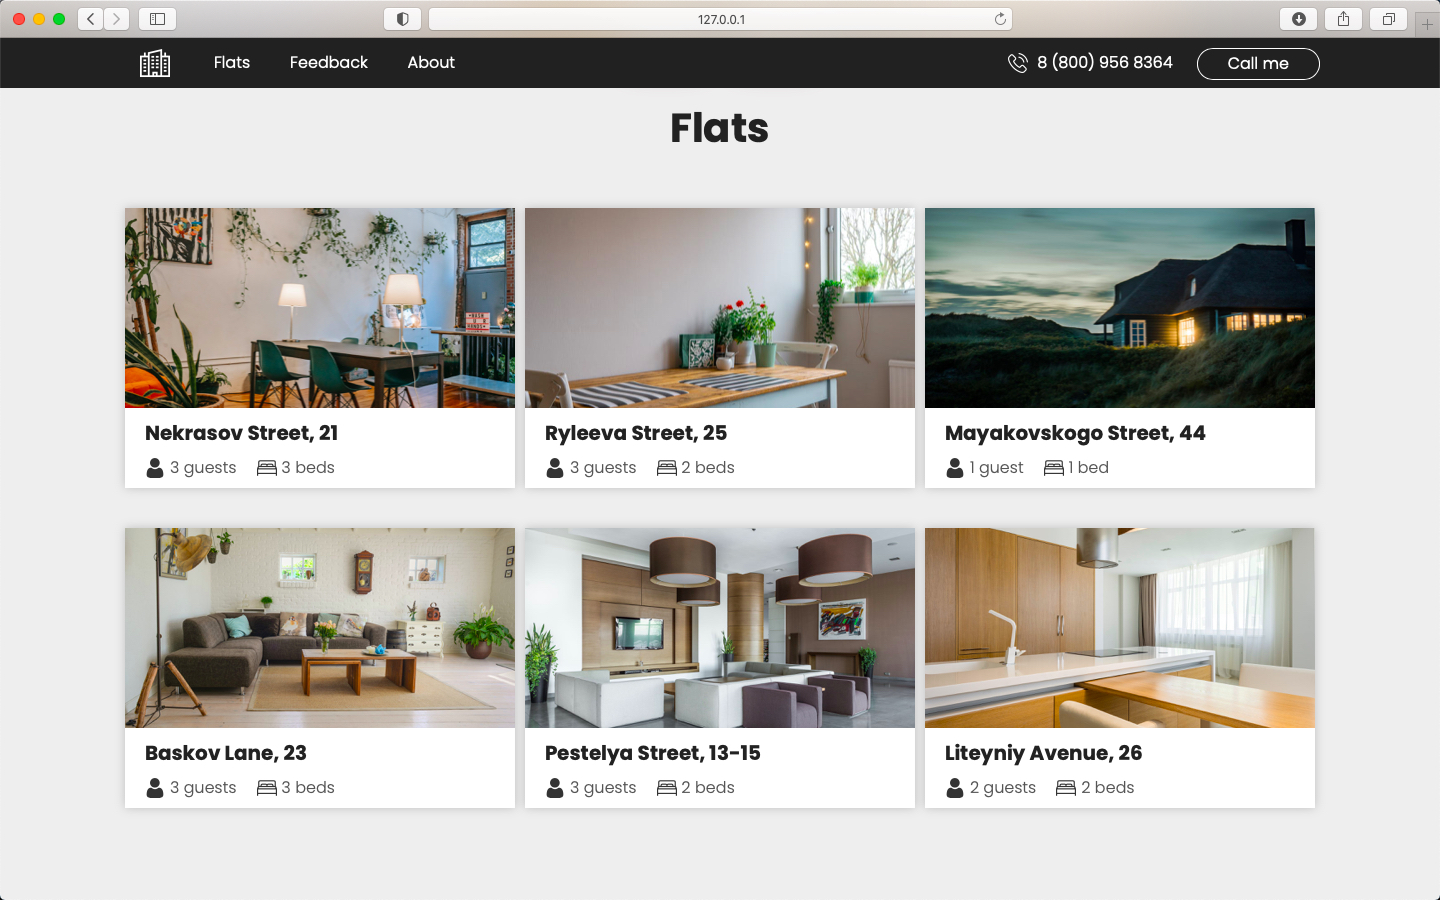 127.0.0.1
Flats Feedback About 8 (800) 956 8364 Call me
Flats
Nekrasov Street, 21
3 guests 3 beds
Ryleeva Street, 25
3 guests 2 beds
Mayakovskogo Street, 44
1 guest 1 bed
Baskov Lane, 23
3 guests 3 beds
Pestelya Street, 13-15
3 guests 2 beds
Liteyniy Avenue, 26
2 guests 2 beds